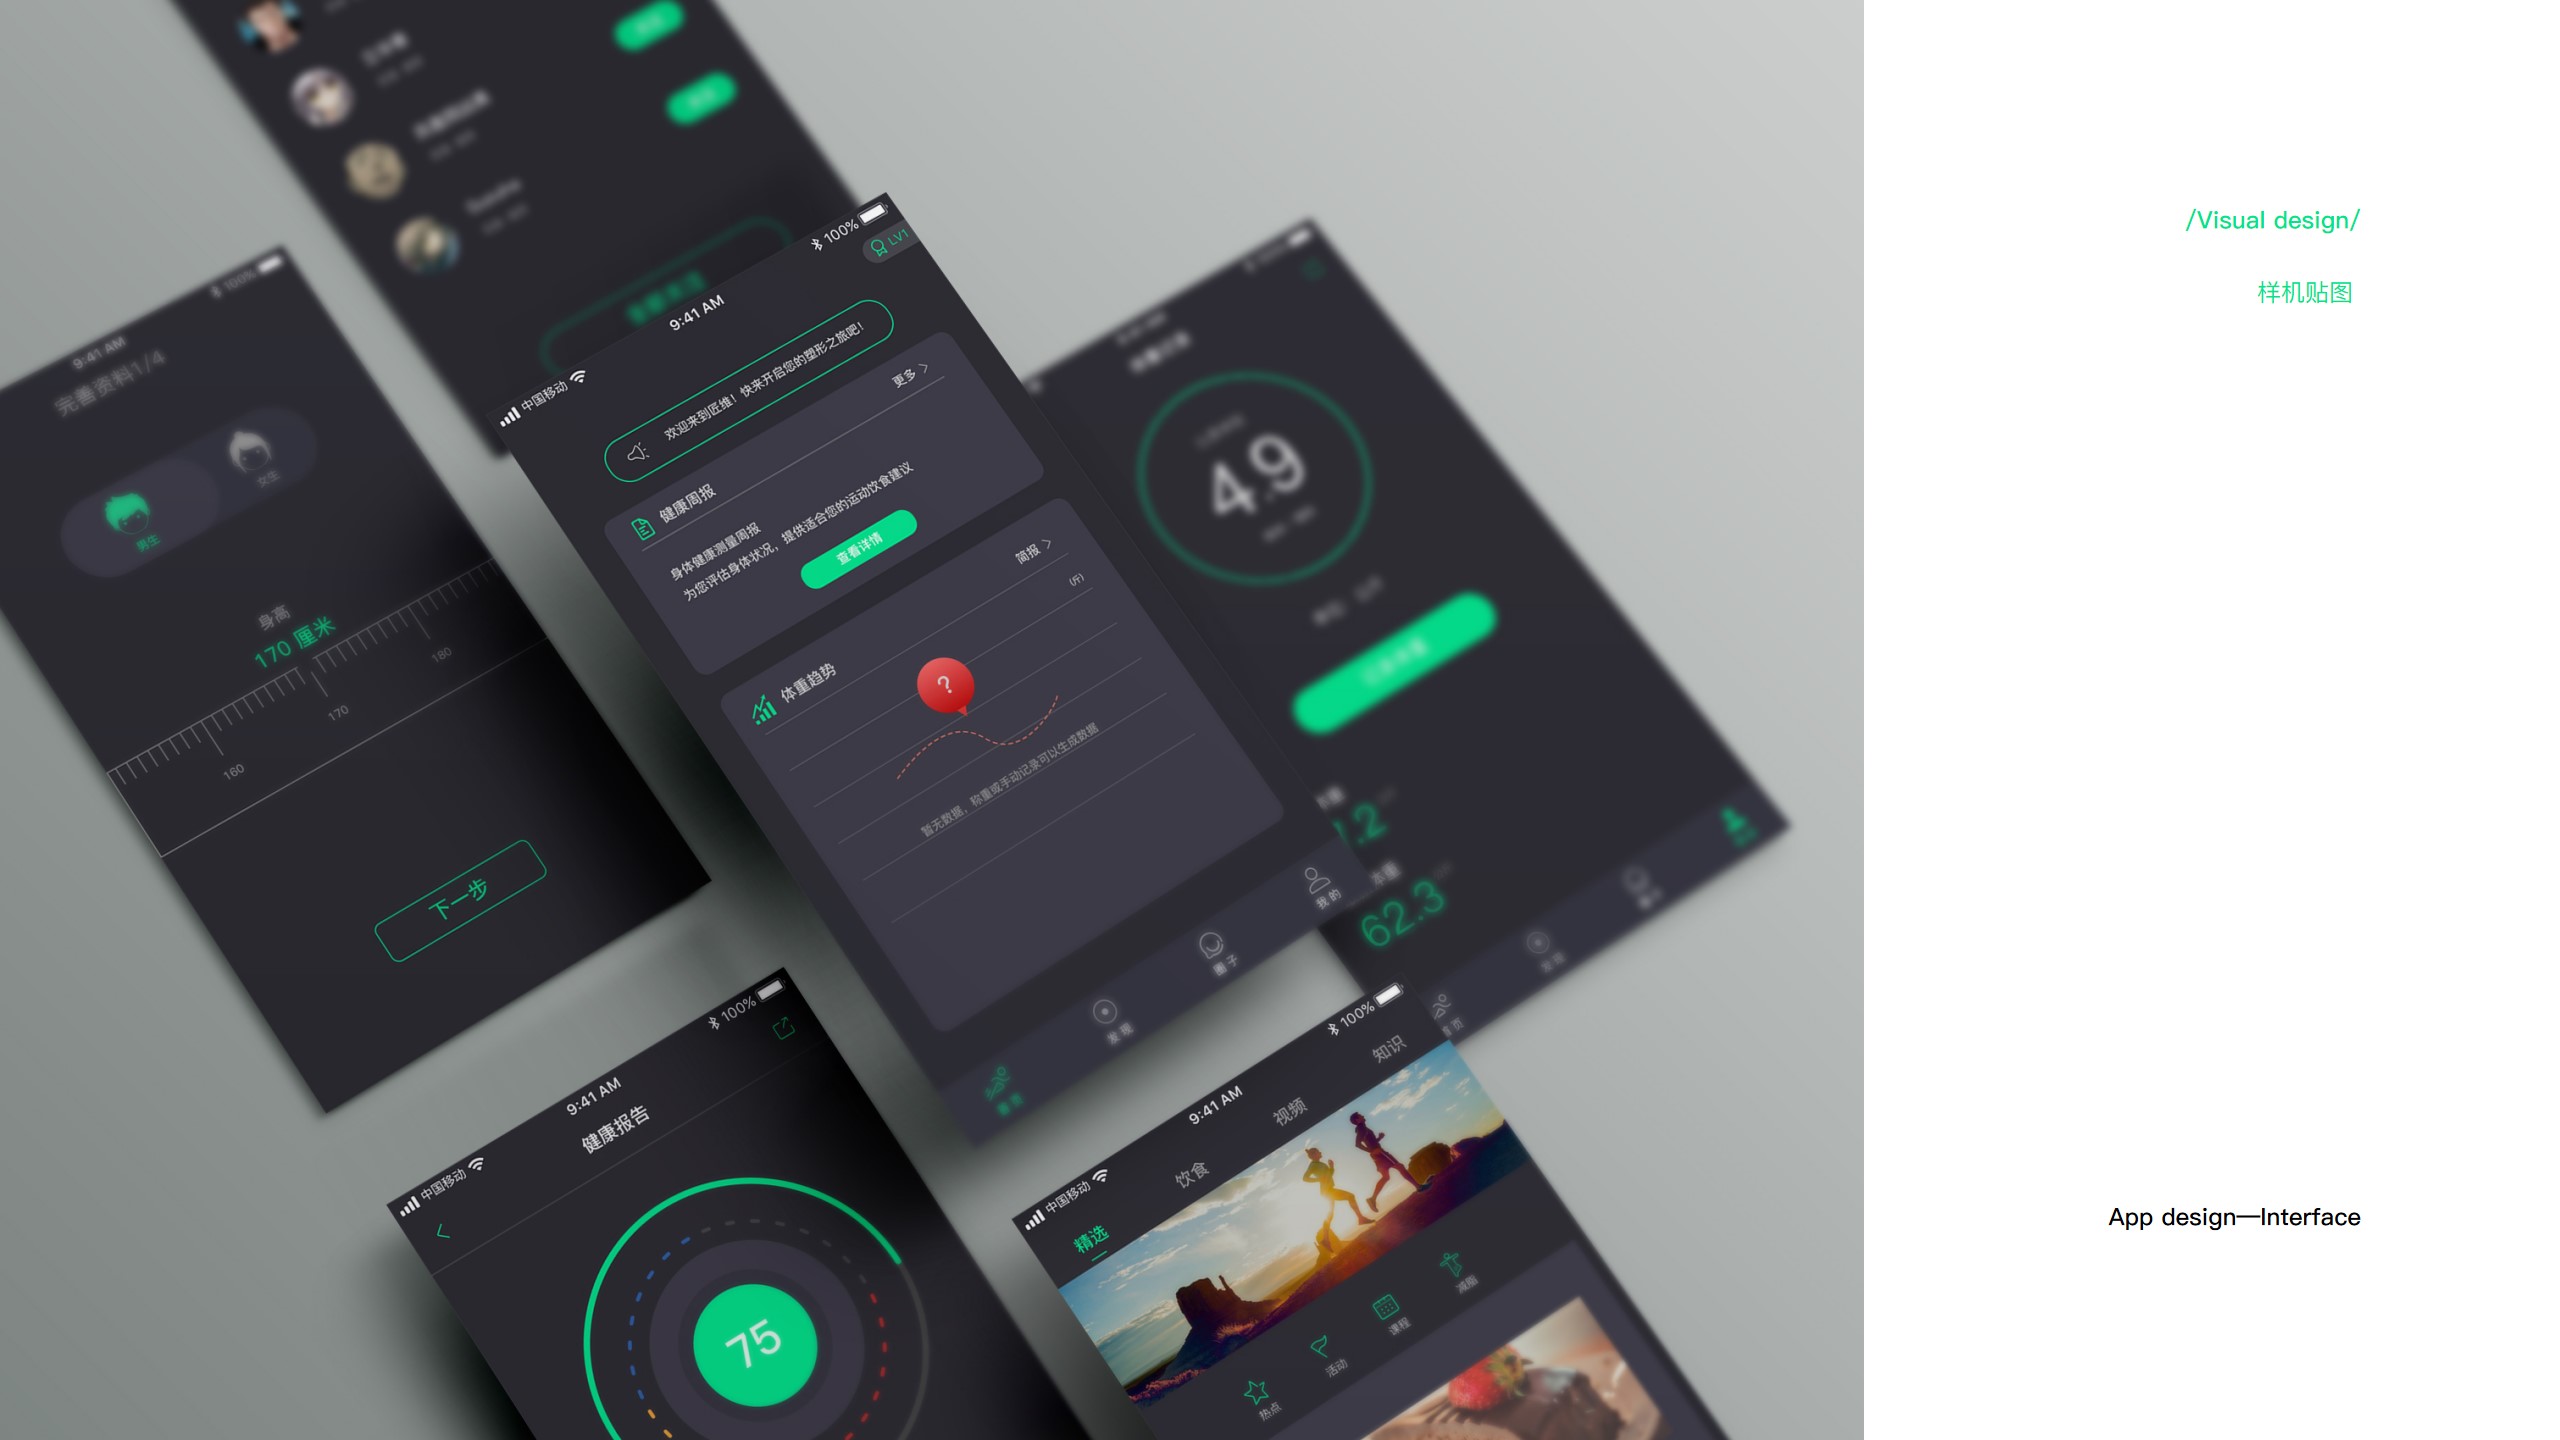 /Visual design/
样机贴图
App design—Interface
100%
9:41 AM
完善资料1/4
男生
女生
身高
170 厘米
160
170
180
下一步
中国移动
9:41 AM
100%
LV1
欢迎来到匠维！快来开启您的塑形之旅吧！
健康周报
更多
身体健康测量周报
为您评估身体状况，提供适合您的运动饮食建议
查看详情
体重趋势
简报
(斤)
?
暂无数据，称重或手动记录可以生成数据
首页
发现
圈子
我的
4.9
62.3
发现
中国移动
9:41 AM
100%
健康报告
75
中国移动
9:41 AM
100%
精选
饮食
视频
知识
热点
活动
课程
减脂